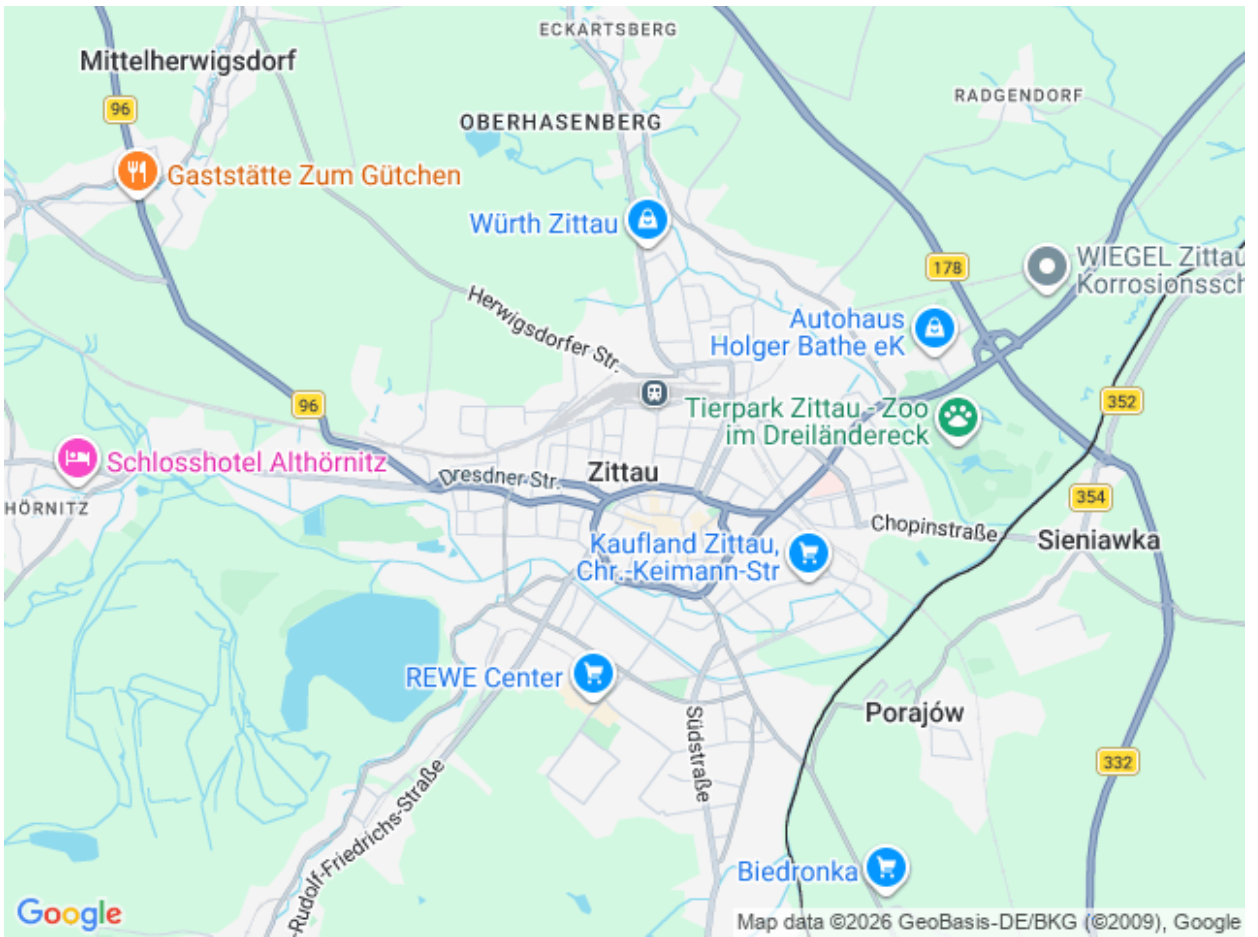 ECKARTSBERG
Mittelherwigsdorf
RADGENDORF
96
OBERHASENBERG
Gaststätte Zum Gütchen
Würth Zittau
WIEGEL Zittau
Korrosionssch
178
Herwigsdorfer Str.
Autohaus
Holger Bathe eK
352
96
Tierpark Zittau - Zoo
im Dreiländereck
Schlosshotel Althörnitz
Dresdner Str.
Zittau
354
HÖRNITZ
Chopinstraße
Sieniawka
Kaufland Zittau,
Chr.-Keimann-Str
REWE Center
Porajów
Südstraße
332
-Rudolf-Friedrichs-Straße
Biedronka
Google
Map data ©2026 GeoBasis-DE/BKG (©2009), Google